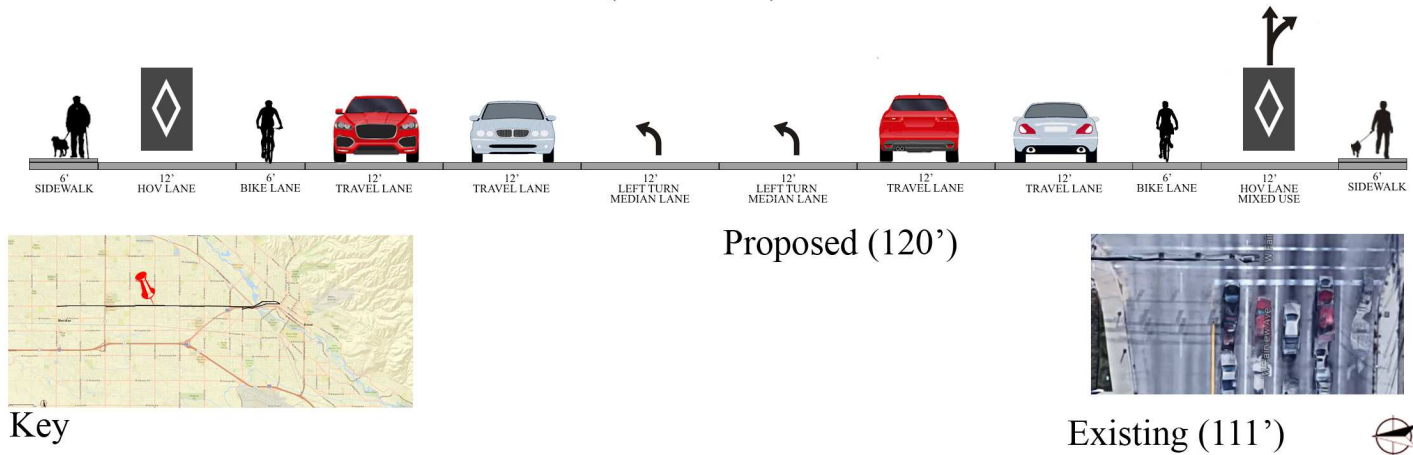 6’
SIDEWALK
12’
HOV LANE
6’
BIKE LANE
12’
TRAVEL LANE
12’
TRAVEL LANE
12’
LEFT TURN
MEDIAN LANE
12’
LEFT TURN
MEDIAN LANE
12’
TRAVEL LANE
12’
TRAVEL LANE
6’
BIKE LANE
12’
HOV LANE
MIXED USE
6’
SIDEWALK
Proposed (120’)
W Fairview Ave
Key
Existing (111’)